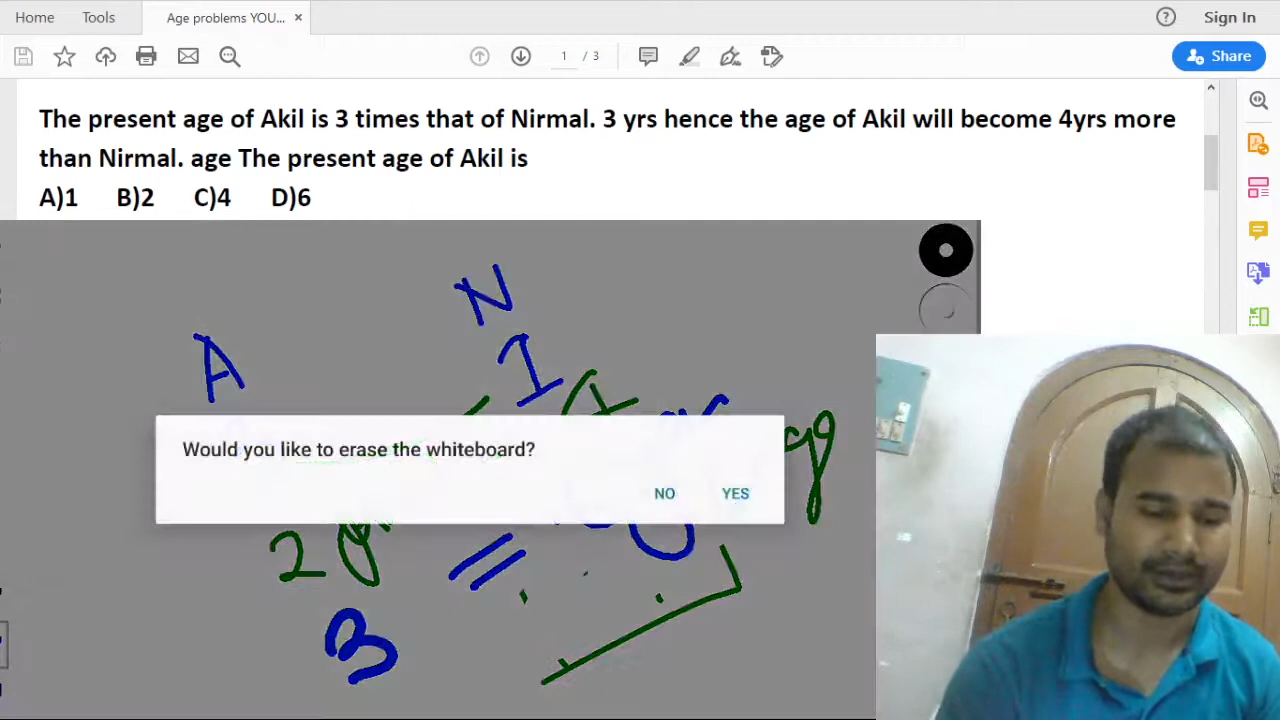 Home Tools Age problems YOU... × Sign In
1 / 3 Share
The present age of Akil is 3 times that of Nirmal. 3 yrs hence the age of Akil will become 4yrs more
than Nirmal. age The present age of Akil is
A)1 B)2 C)4 D)6
N
A 1
Would you like to erase the whiteboard?
NO YES
2
3